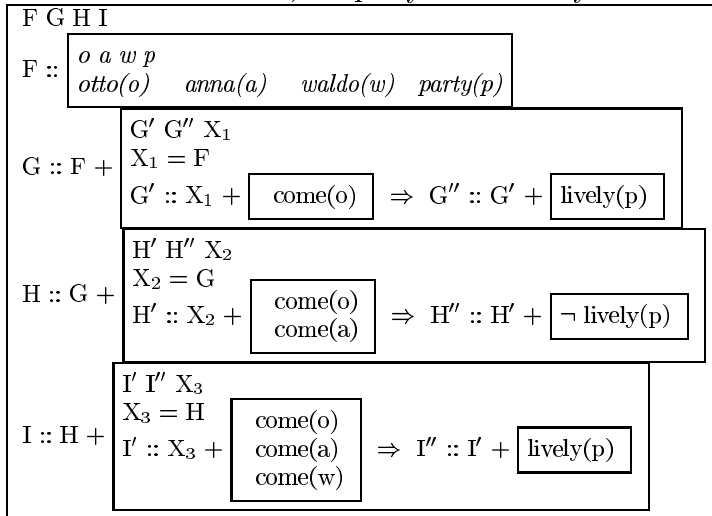 F G H I
F :: o a w p
otto(o) anna(a) waldo(w) party(p)
G′ G″ X₁
G :: F + X₁ = F
G′ :: X₁ + come(o) ⇒ G″ :: G′ + lively(p)
H′ H″ X₂
X₂ = G
H :: G + H′ :: X₂ + come(o) come(a) ⇒ H″ :: H′ + ¬ lively(p)
I′ I″ X₃
X₃ = H
I :: H + I′ :: X₃ + come(o) come(a) come(w) ⇒ I″ :: I′ + lively(p)